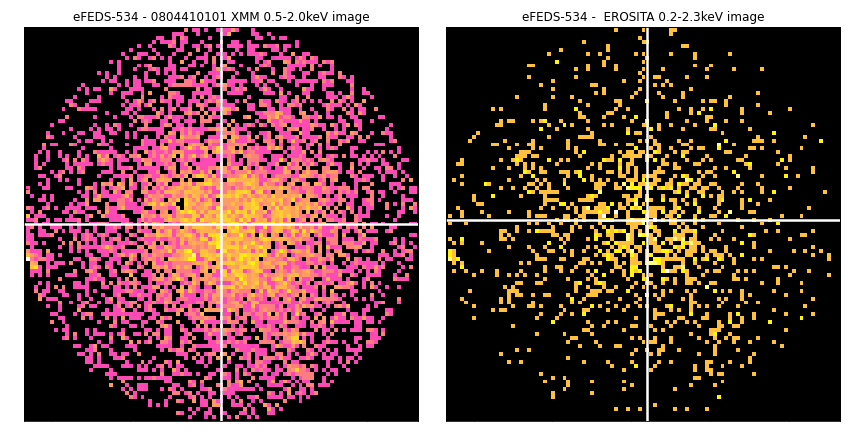 eFEDS-534 - 0804410101 XMM 0.5-2.0keV image
eFEDS-534 -  EROSITA 0.2-2.3keV image